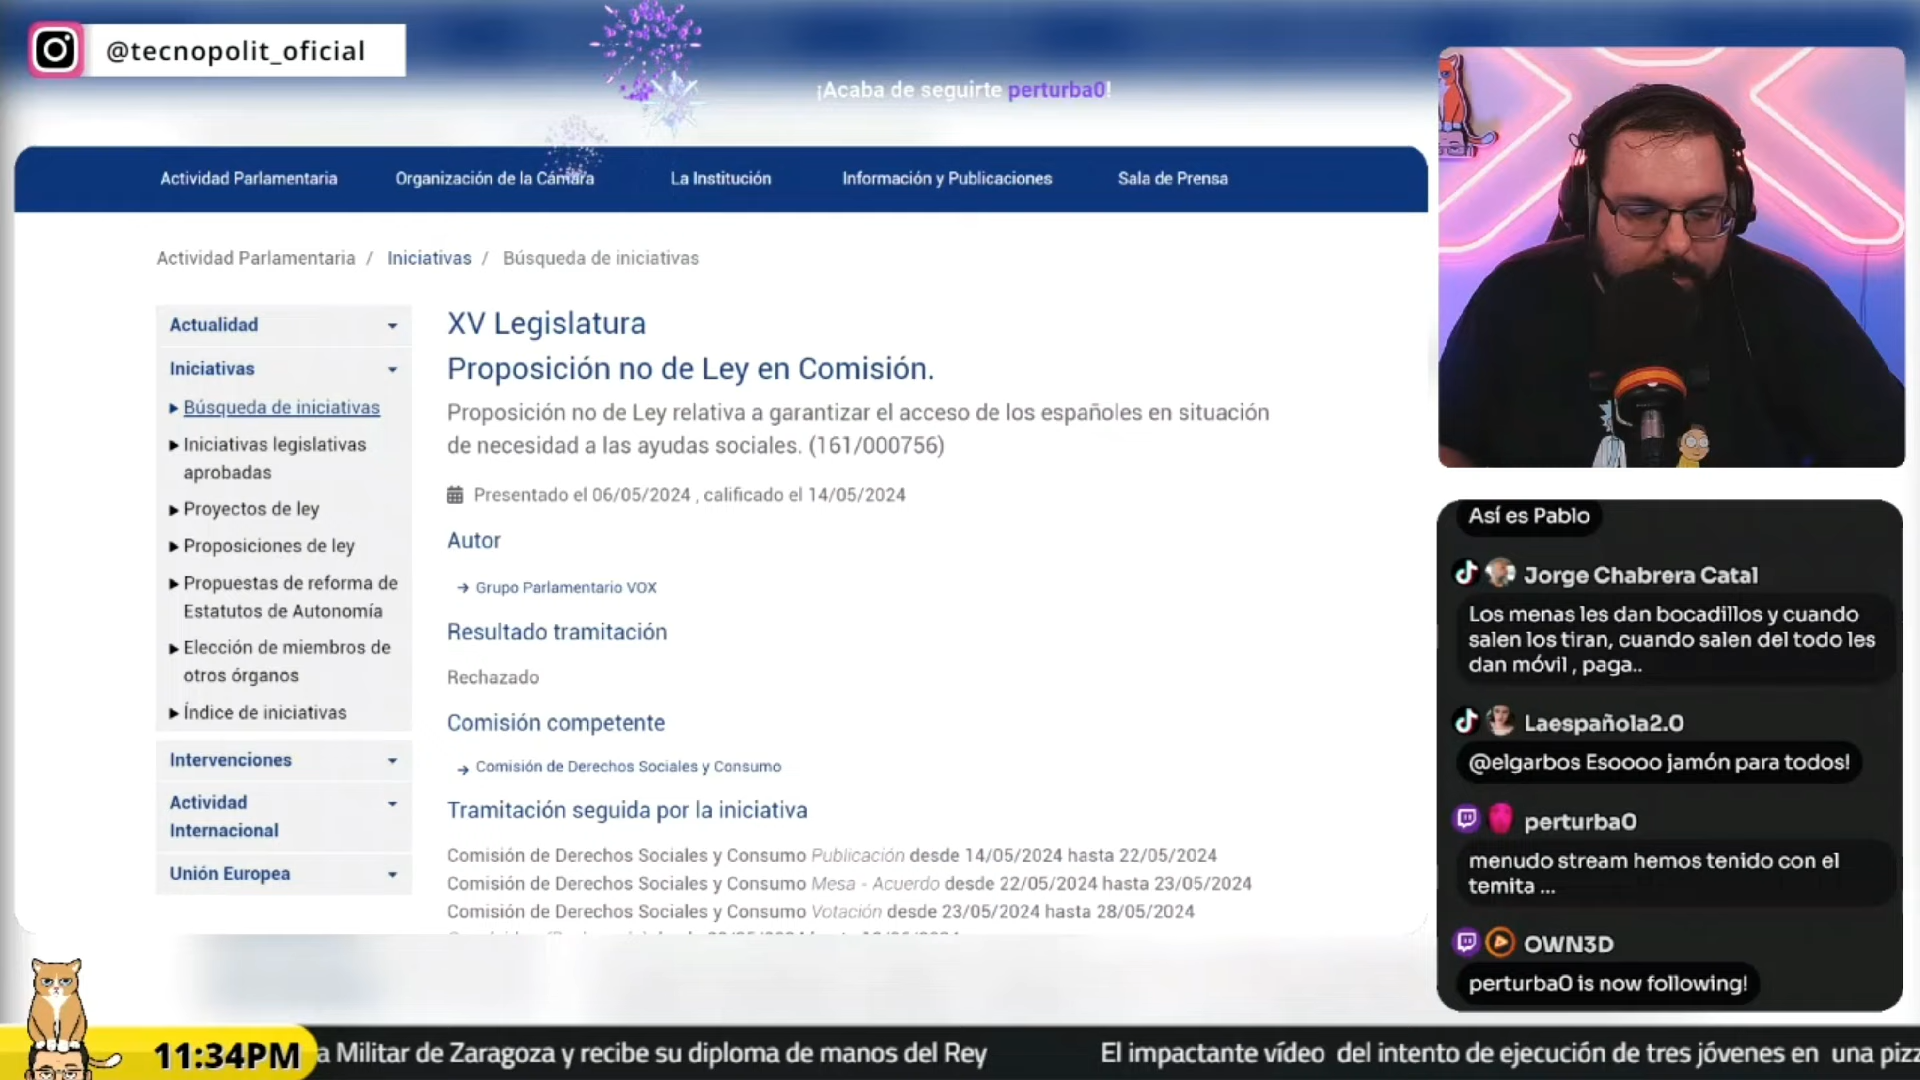 @tecnopolit_oficial
¡Acaba de seguirte perturba0!
Actividad Parlamentaria
Organización de la Cámara
La Institución
Información y Publicaciones
Sala de Prensa
Actividad Parlamentaria / Iniciativas / Búsqueda de iniciativas
Actualidad
Iniciativas
Búsqueda de iniciativas
Iniciativas legislativas
aprobadas
Proyectos de ley
Proposiciones de ley
Propuestas de reforma de
Estatutos de Autonomía
Elección de miembros de
otros órganos
Índice de iniciativas
Intervenciones
Actividad
Internacional
Unión Europea
XV Legislatura
Proposición no de Ley en Comisión.
Proposición no de Ley relativa a garantizar el acceso de los españoles en situación
de necesidad a las ayudas sociales. (161/000756)
Presentado el 06/05/2024 , calificado el 14/05/2024
Autor
Grupo Parlamentario VOX
Resultado tramitación
Rechazado
Comisión competente
Comisión de Derechos Sociales y Consumo
Tramitación seguida por la iniciativa
Comisión de Derechos Sociales y Consumo Publicación desde 14/05/2024 hasta 22/05/2024
Comisión de Derechos Sociales y Consumo Mesa - Acuerdo desde 22/05/2024 hasta 23/05/2024
Comisión de Derechos Sociales y Consumo Votación desde 23/05/2024 hasta 28/05/2024
Así es Pablo
Jorge Chabrera Catal
Los menas les dan bocadillos y cuando
salen los tiran, cuando salen del todo les
dan móvil , paga..
Laespañola2.0
@elgarbos Esoooo jamón para todos!
perturba0
menudo stream hemos tenido con el
temita ...
OWN3D
perturba0 is now following!
11:34PM
a Militar de Zaragoza y recibe su diploma de manos del Rey
El impactante vídeo del intento de ejecución de tres jóvenes en una pizz